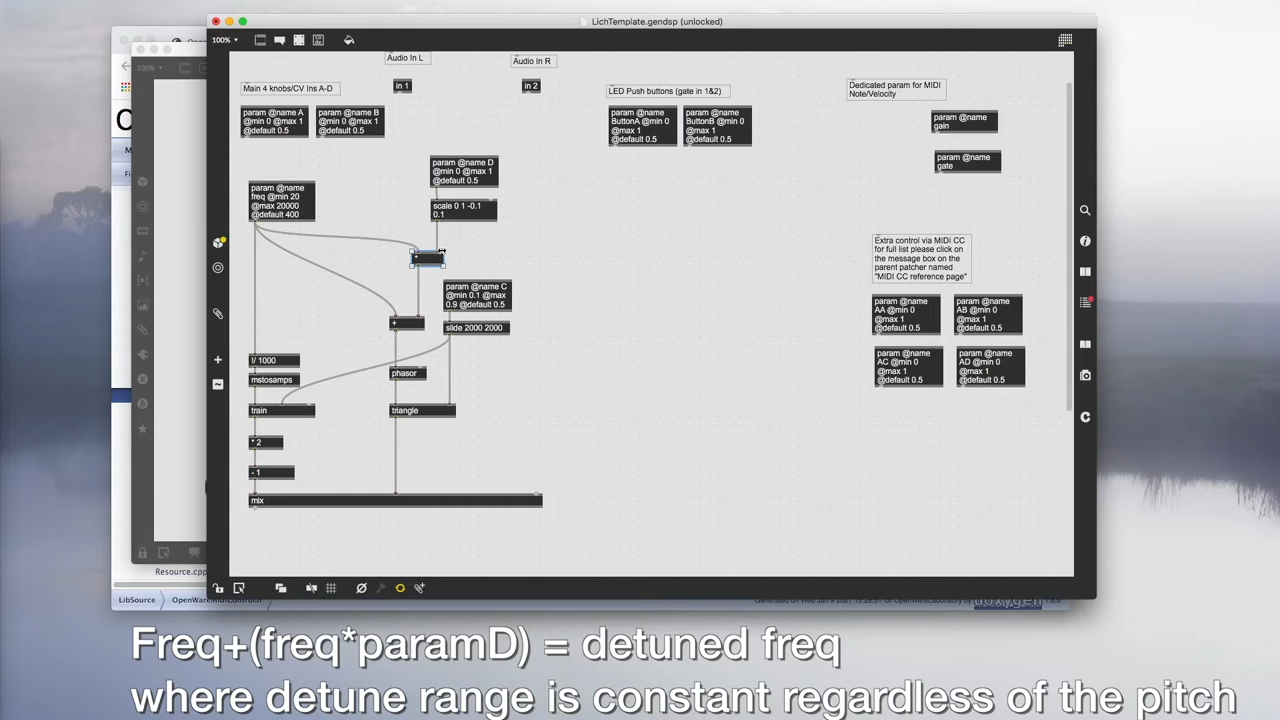 LichTemplate.gendsp (unlocked)
100%
100%
Audio In L
Audio In R
in 1
in 2
Main 4 knobs/CV Ins A-D
param @name A
@min 0 @max 1
@default 0.5
param @name B
@min 0 @max 1
@default 0.5
LED Push buttons (gate in 1&2)
param @name
ButtonA @min 0
@max 1
@default 0.5
param @name
ButtonB @min 0
@max 1
@default 0.5
Dedicated param for MIDI
Note/Velocity
param @name
gain
param @name
gate
param @name D
@min 0 @max 1
@default 0.5
scale 0 1 -0.1
0.1
param @name
freq @min 20
@max 20000
@default 400
*
param @name C
@min 0.1 @max
0.9 @default 0.5
slide 2000 2000
+
!/ 1000
mstosamps
phasor
train
triangle
* 2
- 1
mix
Extra control via MIDI CC
for full list please click on
the message box on the
parent patcher named
"MIDI CC reference page"
param @name
AA @min 0
@max 1
@default 0.5
param @name
AB @min 0
@max 1
@default 0.5
param @name
AC @min 0
@max 1
@default 0.5
param @name
AD @min 0
@max 1
@default 0.5
Resource.cpp
LibSource
Freq+(freq*paramD) = detuned freq
where detune range is constant regardless of the pitch